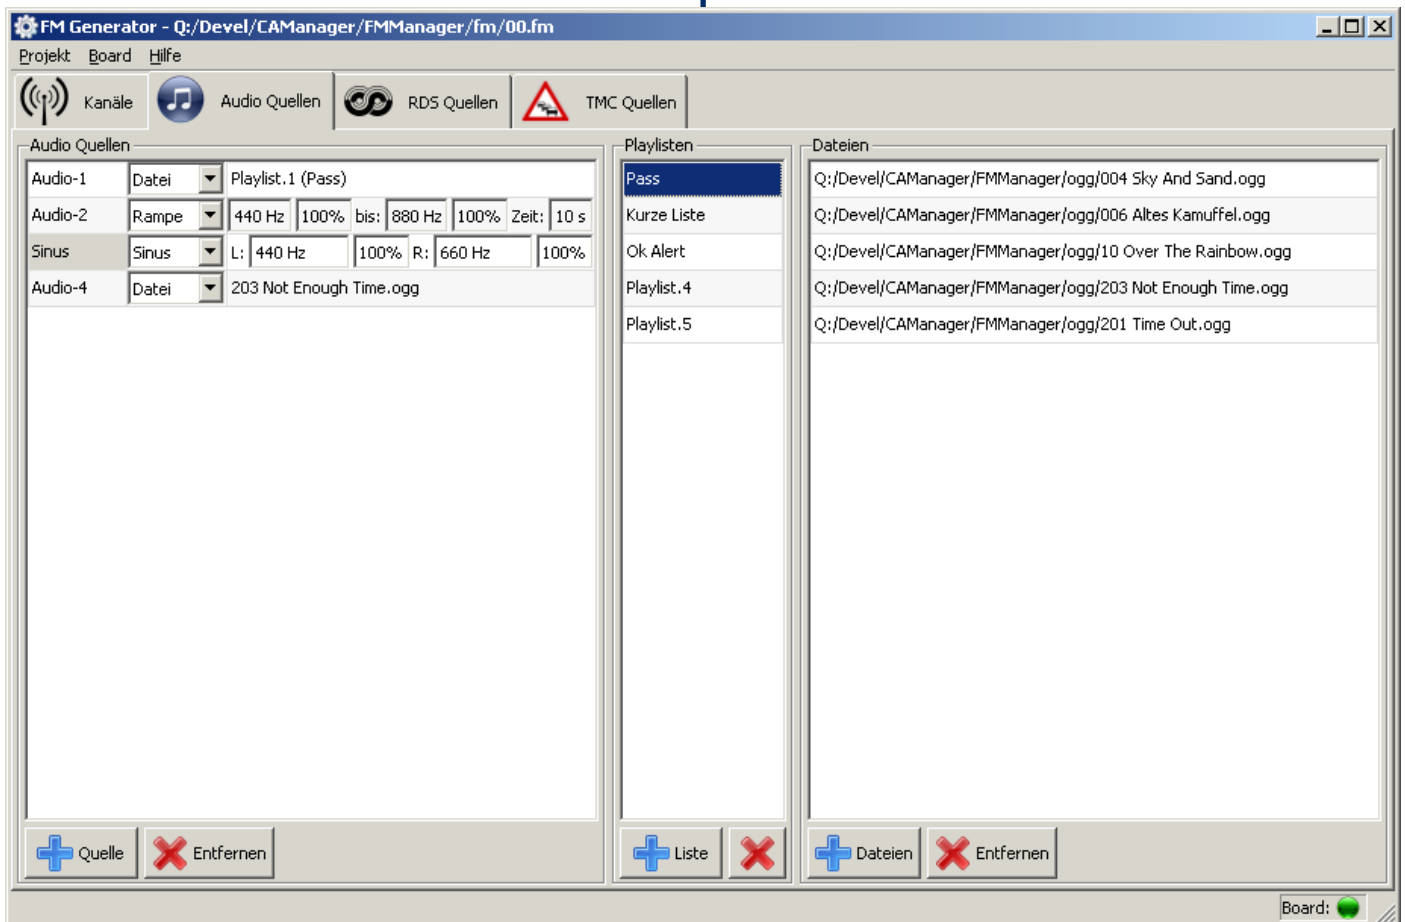 FM Generator - Q:/Devel/CAManager/FMManager/fm/00.fm
Projekt Board Hilfe
Kanäle Audio Quellen RDS Quellen TMC Quellen
Audio Quellen
Audio-1 Datei Playlist.1 (Pass)
Audio-2 Rampe 440 Hz 100% bis: 880 Hz 100% Zeit: 10 s
Sinus Sinus L: 440 Hz 100% R: 660 Hz 100%
Audio-4 Datei 203 Not Enough Time.ogg
Quelle Entfernen
Playlisten
Pass
Kurze Liste
Ok Alert
Playlist.4
Playlist.5
Liste
Dateien
Q:/Devel/CAManager/FMManager/ogg/004 Sky And Sand.ogg
Q:/Devel/CAManager/FMManager/ogg/006 Altes Kamuffel.ogg
Q:/Devel/CAManager/FMManager/ogg/10 Over The Rainbow.ogg
Q:/Devel/CAManager/FMManager/ogg/203 Not Enough Time.ogg
Q:/Devel/CAManager/FMManager/ogg/201 Time Out.ogg
Dateien Entfernen
Board: